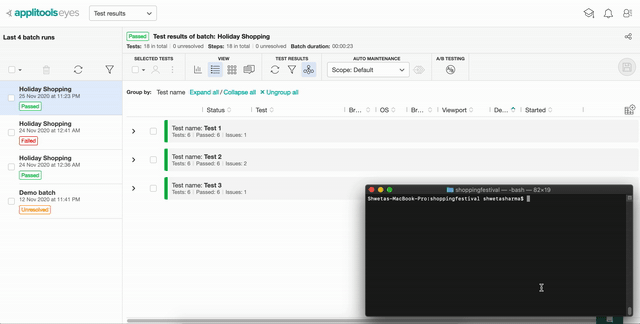 applitools eyes
Test results
Last 4 batch runs
Holiday Shopping
25 Nov 2020 at 11:23 PM
Passed
Holiday Shopping
24 Nov 2020 at 12:41 AM
Failed
Holiday Shopping
24 Nov 2020 at 12:36 AM
Passed
Demo batch
12 Nov 2020 at 11:41 PM
Unresolved
Passed Test results of batch: Holiday Shopping
Tests: 18 in total | 0 unresolved Steps: 18 in total | 0 unresolved Batch duration: 00:00:23
SELECTED TESTS VIEW TEST RESULTS AUTO MAINTENANCE A/B TESTING
Scope: Default
Group by: Test name Expand all / Collapse all × Ungroup all
Status Test Br... OS Br... Viewport De... Started
Test name: Test 1
Tests: 6 | Passed: 6 | Issues: 1
Test name: Test 2
Tests: 6 | Passed: 6 | Issues: 2
Test name: Test 3
Tests: 6 | Passed: 6 | Issues: 1
shoppingfestival — -bash — 82×19
Shwetas-MacBook-Pro:shoppingfestival shwetasharma$